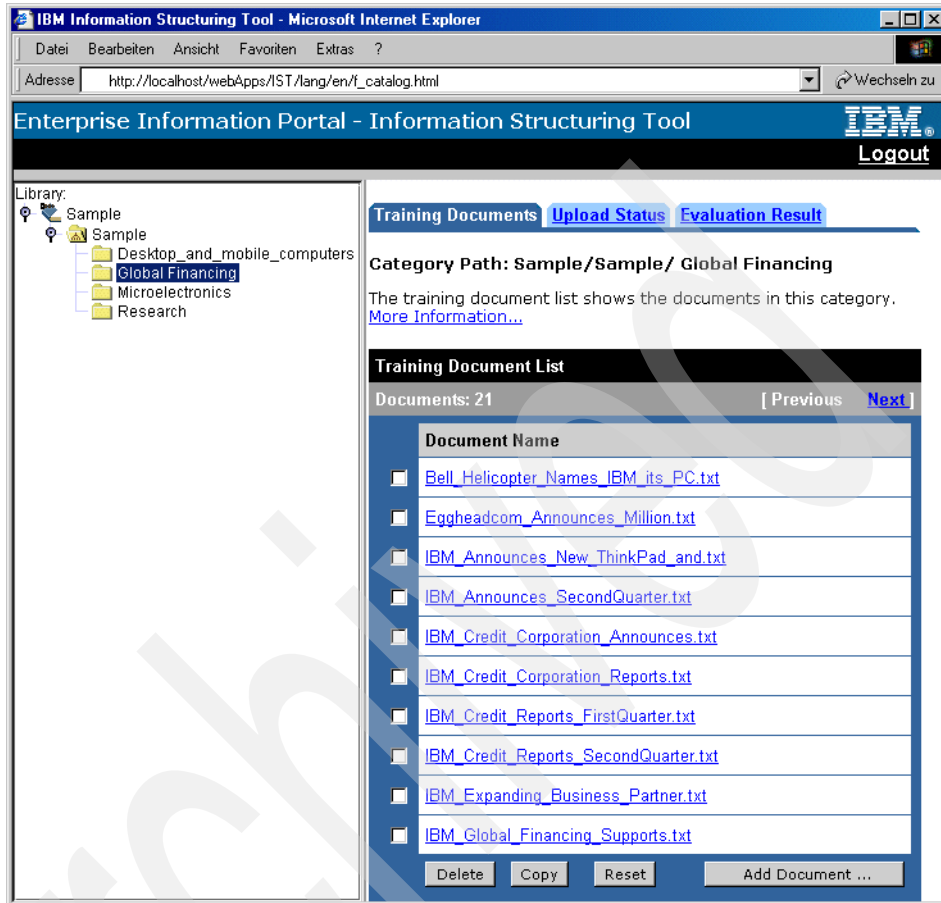 IBM Information Structuring Tool - Microsoft Internet Explorer
Datei Bearbeiten Ansicht Favoriten Extras ?
Adresse http://localhost/webApps/IST/lang/en/f_catalog.html Wechseln zu
Enterprise Information Portal - Information Structuring Tool IBM®
Logout
Library:
Sample
Sample
Desktop_and_mobile_computers
Global Financing
Microelectronics
Research
Training Documents Upload Status Evaluation Result
Category Path: Sample/Sample/ Global Financing
The training document list shows the documents in this category.
More Information...
Training Document List
Documents: 21 [ Previous Next ]
Document Name
Bell_Helicopter_Names_IBM_its_PC.txt
Eggheadcom_Announces_Million.txt
IBM_Announces_New_ThinkPad_and.txt
IBM_Announces_SecondQuarter.txt
IBM_Credit_Corporation_Announces.txt
IBM_Credit_Corporation_Reports.txt
IBM_Credit_Reports_FirstQuarter.txt
IBM_Credit_Reports_SecondQuarter.txt
IBM_Expanding_Business_Partner.txt
IBM_Global_Financing_Supports.txt
Delete Copy Reset Add Document ...